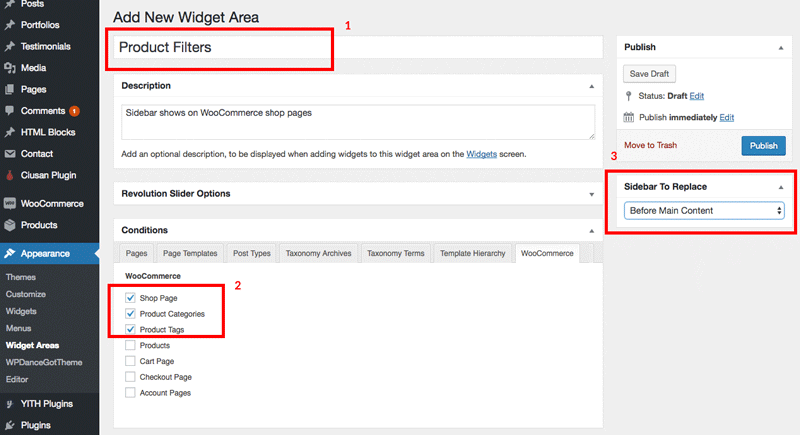 Posts
Portfolios
Testimonials
Media
Pages
Comments 1
HTML Blocks
Contact
Ciusan Plugin
WooCommerce
Products
Appearance
Themes
Customize
Widgets
Menus
Widget Areas
WPDanceGotTheme
Editor
YITH Plugins
Plugins
Add New Widget Area
1
Product Filters
Description
Sidebar shows on WooCommerce shop pages
Add an optional description, to be displayed when adding widgets to this widget area on the Widgets screen.
Revolution Slider Options
Conditions
Pages Page Templates Post Types Taxonomy Archives Taxonomy Terms Template Hierarchy WooCommerce
WooCommerce
2
Shop Page
Product Categories
Product Tags
Products
Cart Page
Checkout Page
Account Pages
Publish
Save Draft
Status: Draft Edit
Publish immediately Edit
Move to Trash Publish
3
Sidebar To Replace
Before Main Content